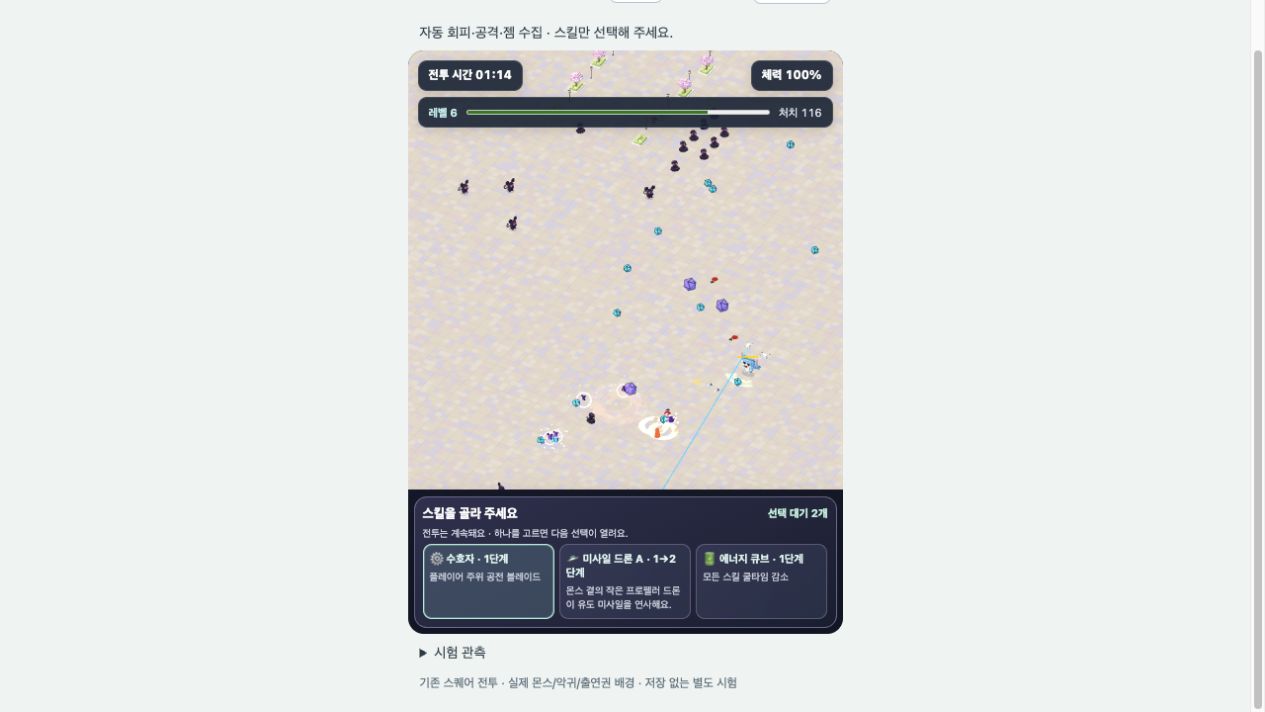 자동 회피·공격·젬 수집 · 스킬만 선택해 주세요.
전투 시간 01:14
체력 100%
레벨 6
처치 116
스킬을 골라 주세요
선택 대기 2개
전투는 계속돼요 · 하나를 고르면 다음 선택이 열려요.
수호자 · 1단계
플레이어 주위 공전 블레이드
미사일 드론 A · 1→2
단계
몬스 곁의 작은 프로펠러 드론
이 유도 미사일을 연사해요.
에너지 큐브 · 1단계
모든 스킬 쿨타임 감소
▶ 시험 관측
기존 스퀘어 전투 · 실제 몬스/악귀/출연권 배경 · 저장 없는 별도 시험